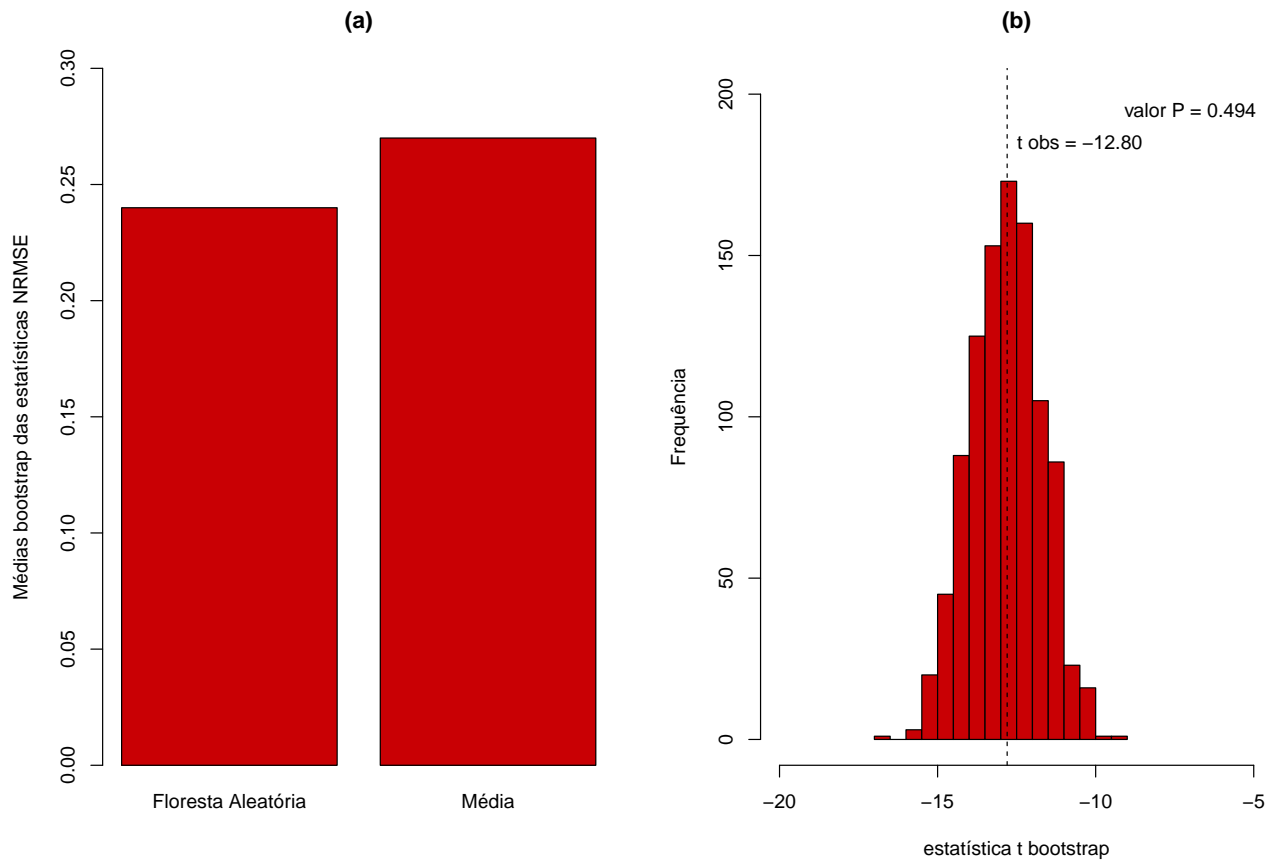 (a)
Médias bootstrap das estatísticas NRMSE
0.30
0.25
0.20
0.15
0.10
0.05
0.00
Floresta Aleatória
Média
(b)
Frequência
200
150
100
50
0
valor P = 0.494
t obs = −12.80
−20
−15
−10
−5
estatística t bootstrap